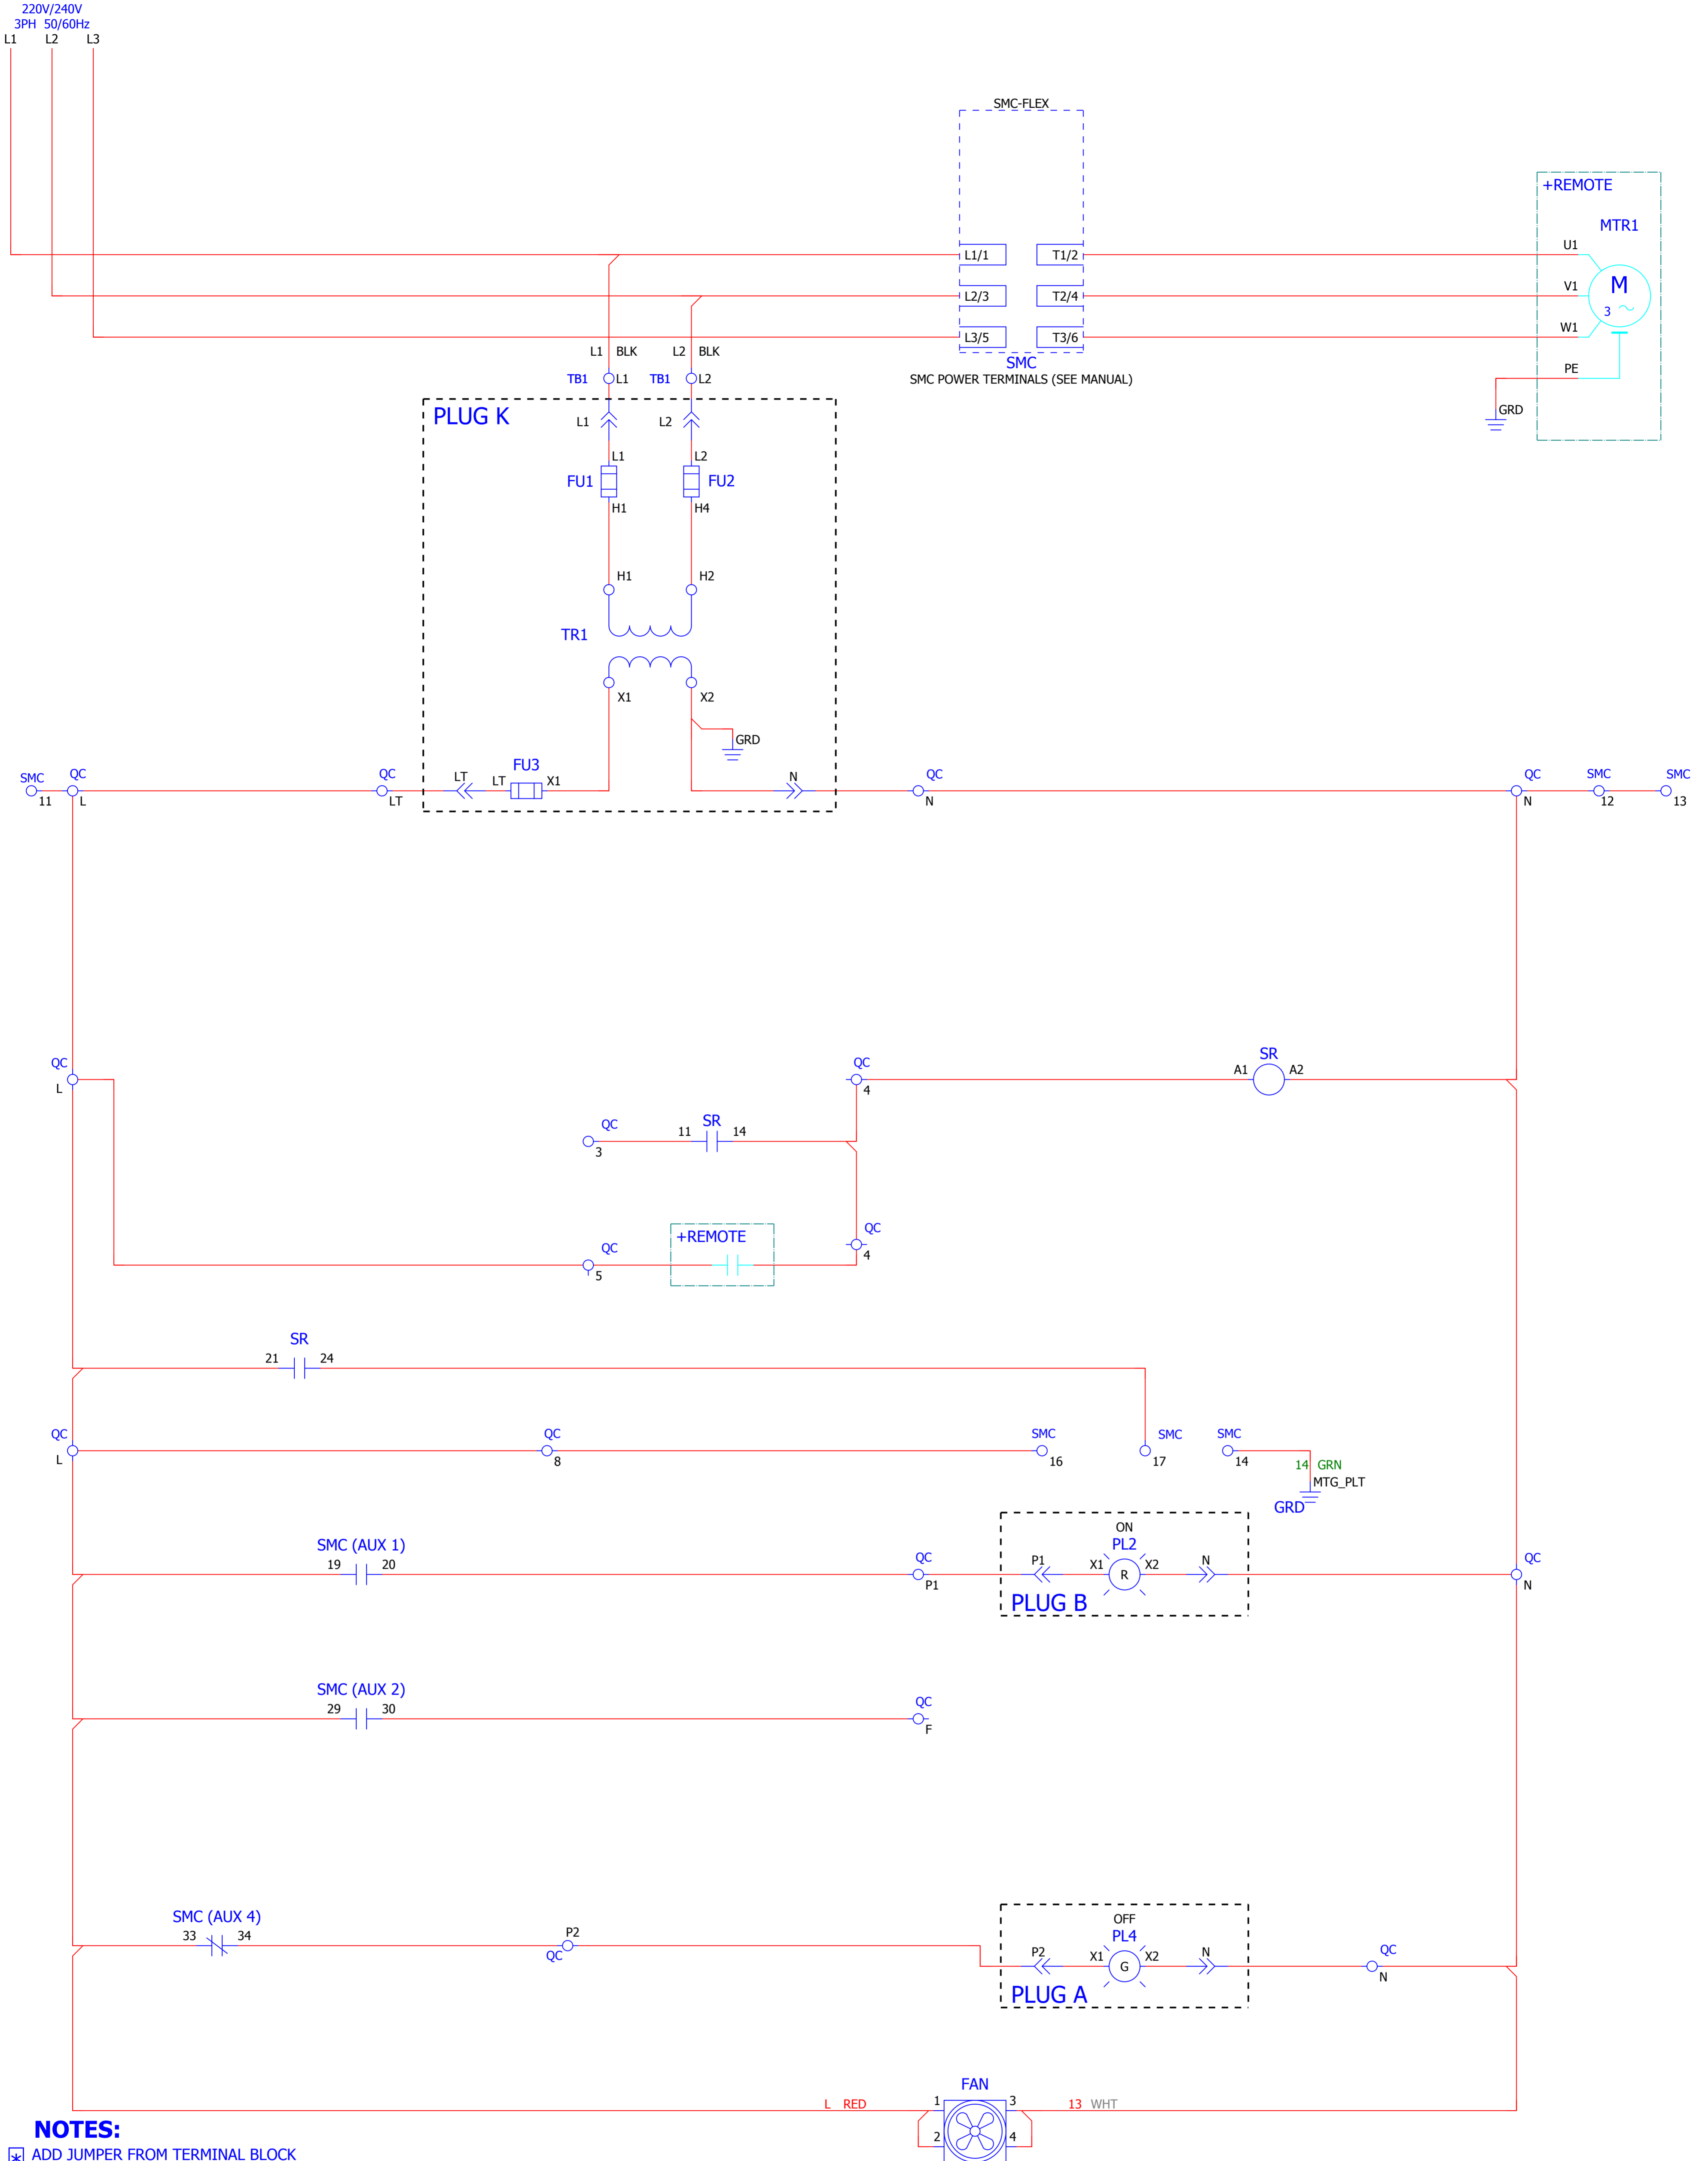 220V/240V
3PH 50/60Hz
L1 L2 L3
SMC-FLEX
+REMOTE
MTR1
U1
L1/1 T1/2
V1
M
3
L2/3 T2/4
W1
L3/5 T3/6
L1 BLK L2 BLK
SMC
SMC POWER TERMINALS (SEE MANUAL)
PE
TB1 L1 TB1 L2
GRD
PLUG K
L1 L2
L1 L2
FU1 FU2
H1 H4
H1 H2
TR1
X1 X2
GRD
SMC QC QC LT LT FU3 X1 N QC QC SMC SMC
11 L LT N N 12 13
QC QC SR
L 4 A1 A2
QC 11 SR 14
3
+REMOTE
QC QC
5 4
SR
21 24
QC QC SMC SMC SMC
L 8 16 17 14
14 GRN
MTG_PLT
GRD
SMC (AUX 1)
19 20
QC
P1
ON
PL2
P1 X1 R X2 N
PLUG B
QC
N
SMC (AUX 2)
29 30
QC
F
SMC (AUX 4)
33 34
P2
QC
OFF
PL4
P2 X1 G X2 N
PLUG A
QC
N
FAN
L RED 1 3 13 WHT
2 4
NOTES:
* ADD JUMPER FROM TERMINAL BLOCK